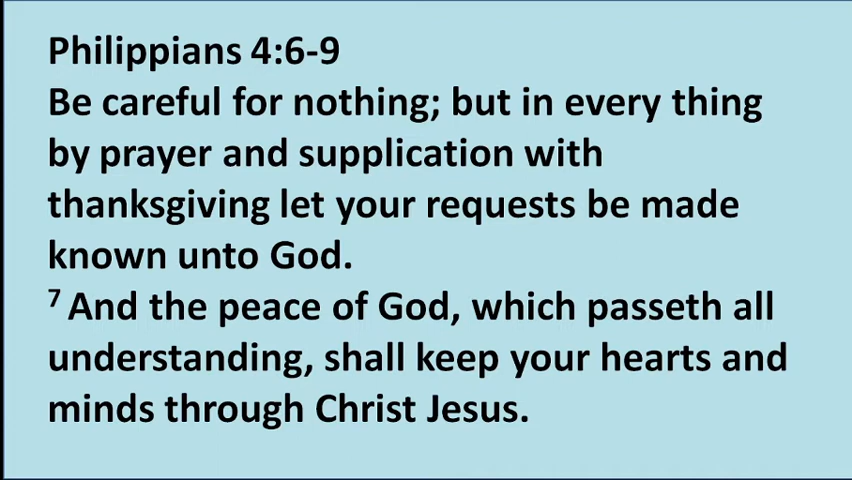 Philippians 4:6-9
Be careful for nothing; but in every thing
by prayer and supplication with
thanksgiving let your requests be made
known unto God.
⁷ And the peace of God, which passeth all
understanding, shall keep your hearts and
minds through Christ Jesus.